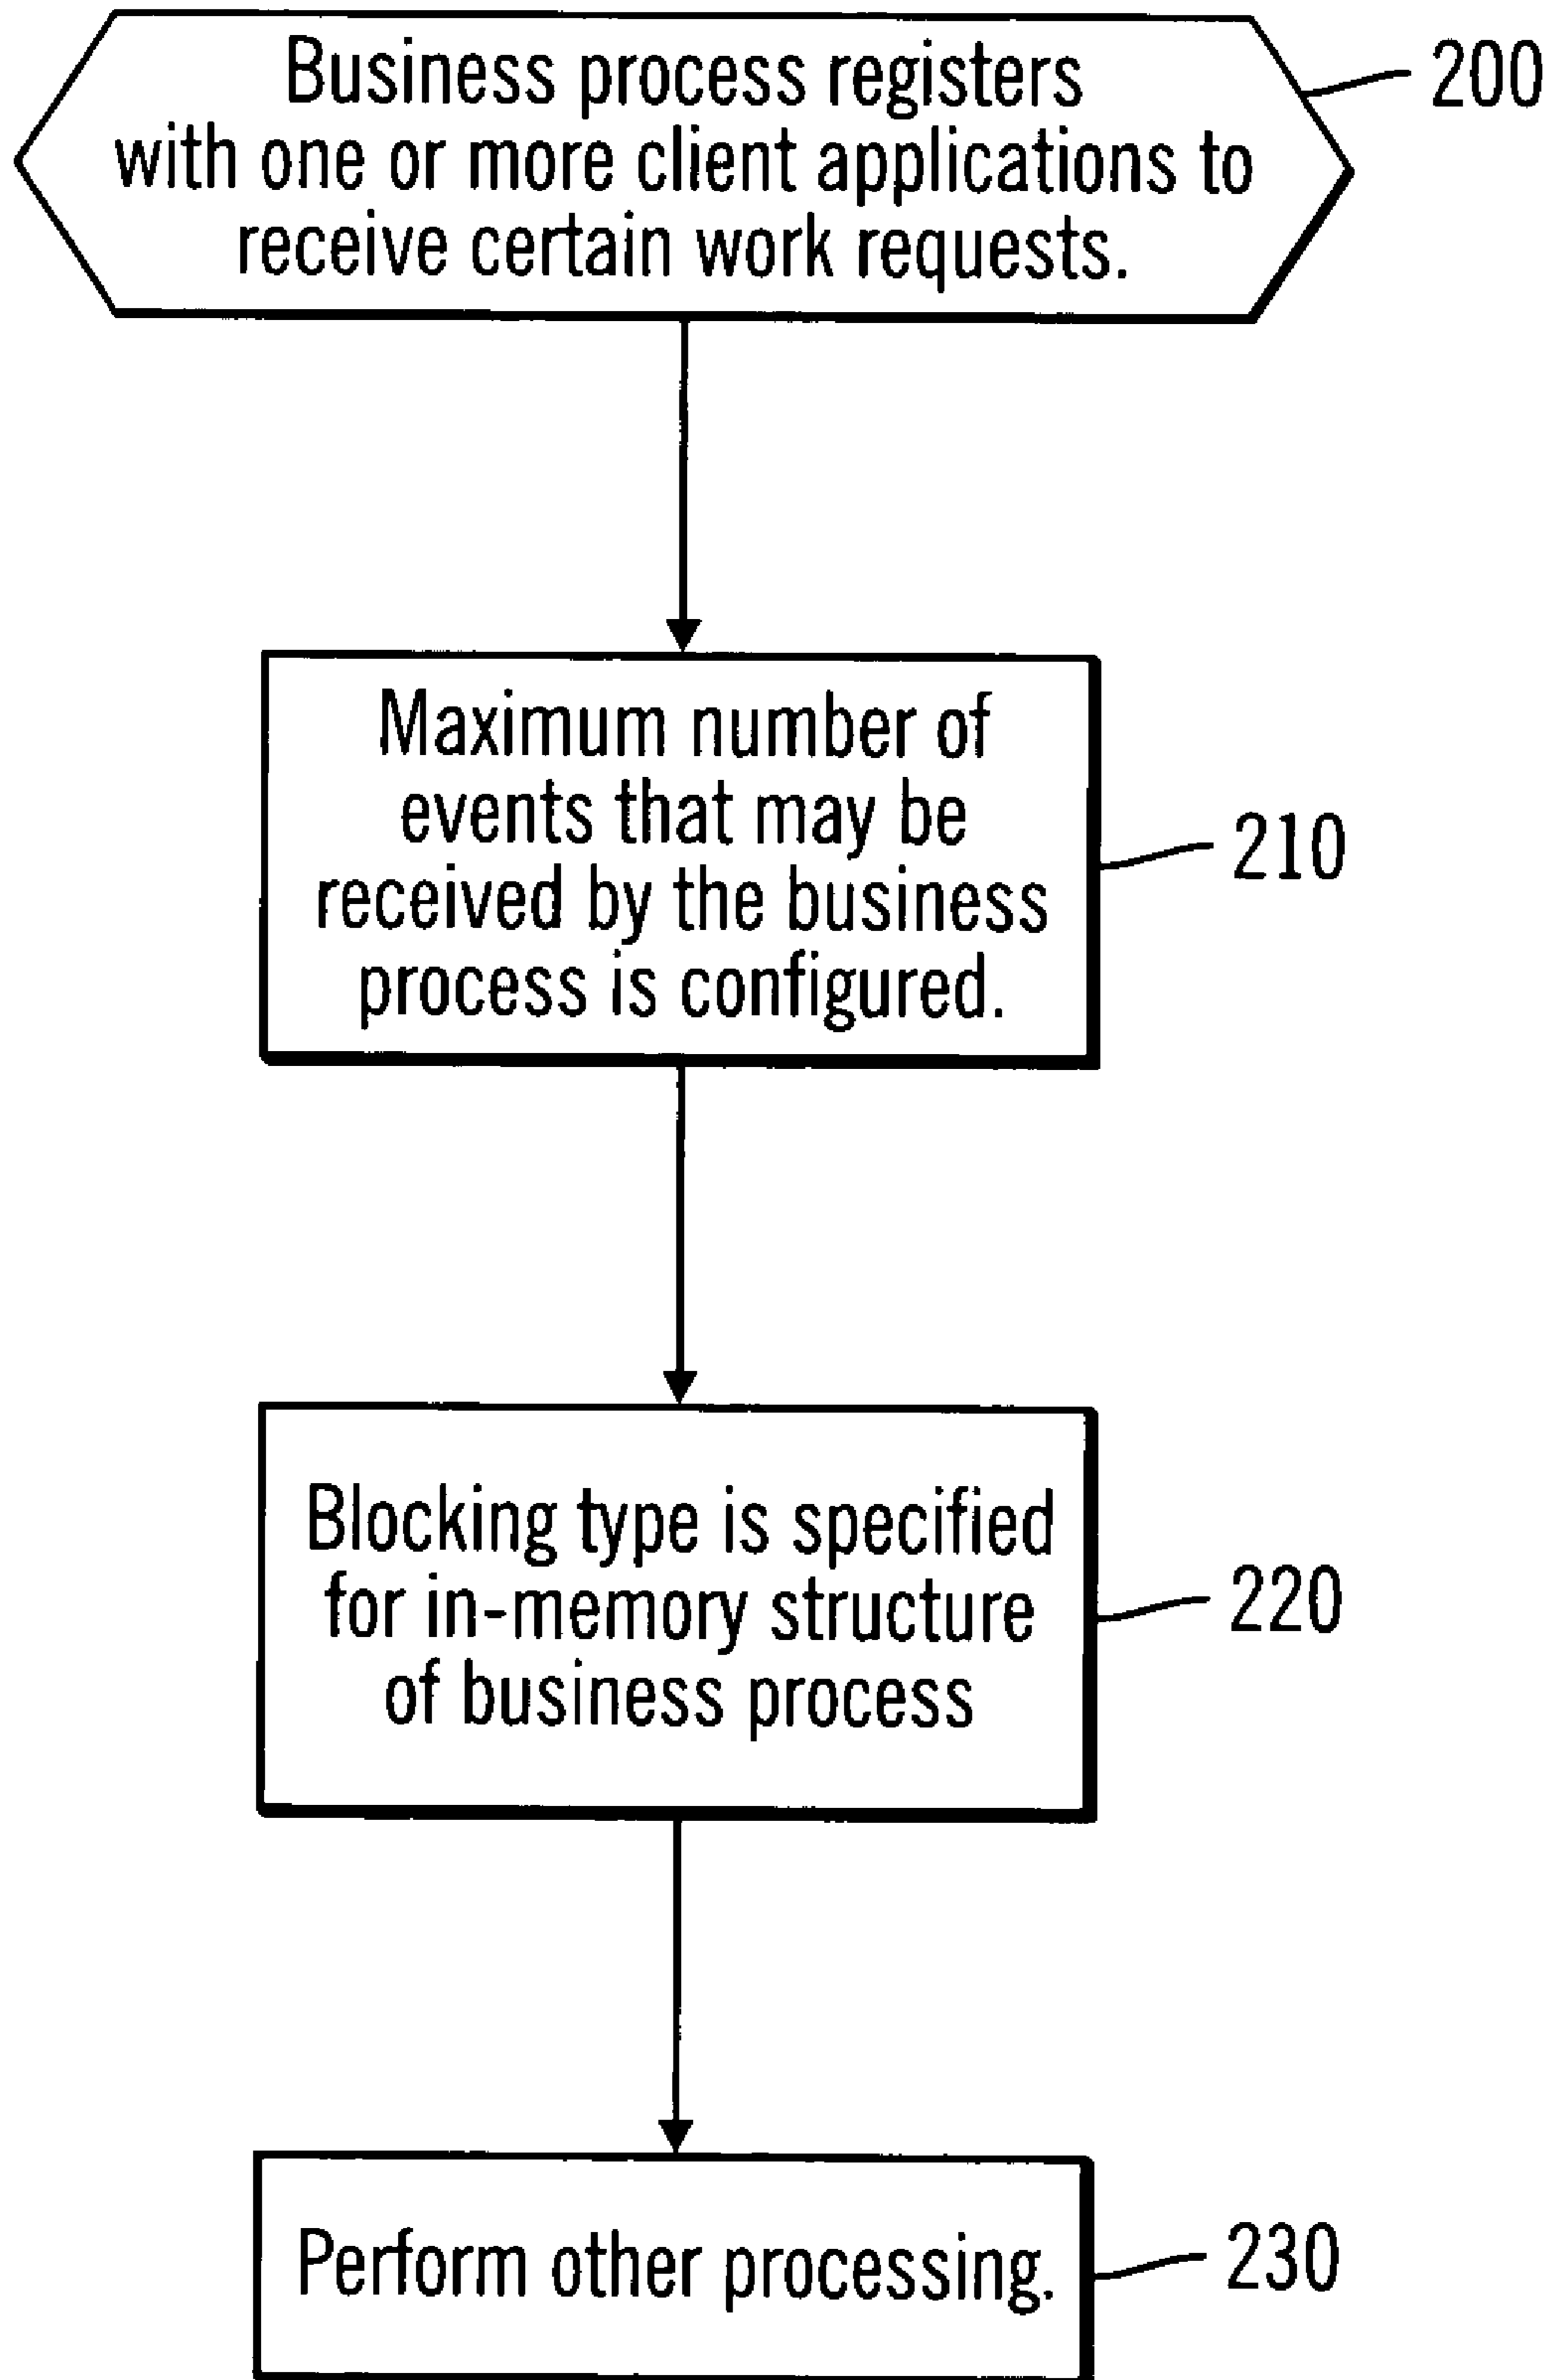 Business process registers
with one or more client applications to
receive certain work requests.
200
Maximum number of
events that may be
received by the business
process is configured.
210
Blocking type is specified
for in-memory structure
of business process
220
Perform other processing.
230